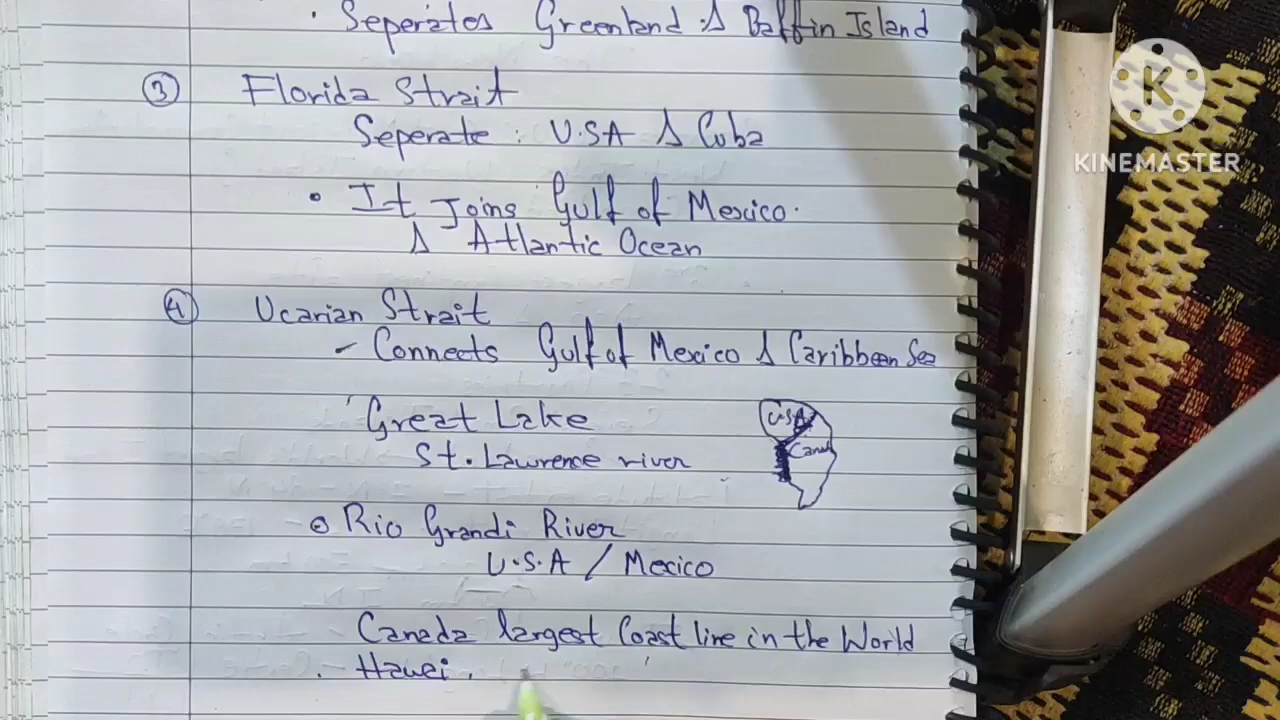 • Seperates Greenland & Baffin Island
③ Florida Strait
Seperate : U.S.A & Cuba
• It Joins Gulf of Mexico.
& Atlantic Ocean
④ Ucarian Strait
- Connects Gulf of Mexico & Caribbean Sea
Great Lake
St. Lawrence river
U.S.A
Canad
Rio Grandi River
U.S.A / Mexico
Canada largest Coast line in the World
. Hawei.
K
KINEMASTER